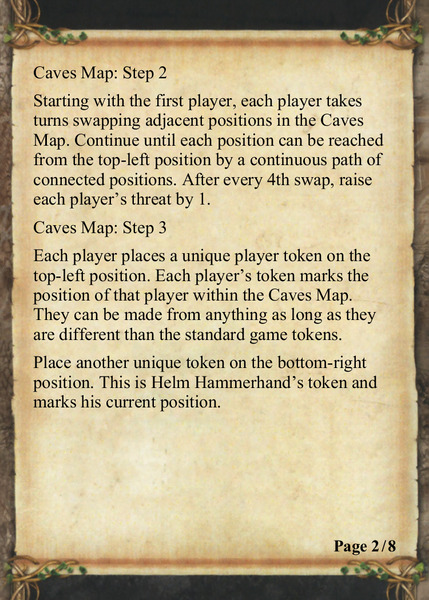 Caves Map: Step 2
Starting with the first player, each player takes
turns swapping adjacent positions in the Caves
Map. Continue until each position can be reached
from the top-left position by a continuous path of
connected positions. After every 4th swap, raise
each player’s threat by 1.
Caves Map: Step 3
Each player places a unique player token on the
top-left position. Each player’s token marks the
position of that player within the Caves Map.
They can be made from anything as long as they
are different than the standard game tokens.
Place another unique token on the bottom-right
position. This is Helm Hammerhand’s token and
marks his current position.
Page 2/8